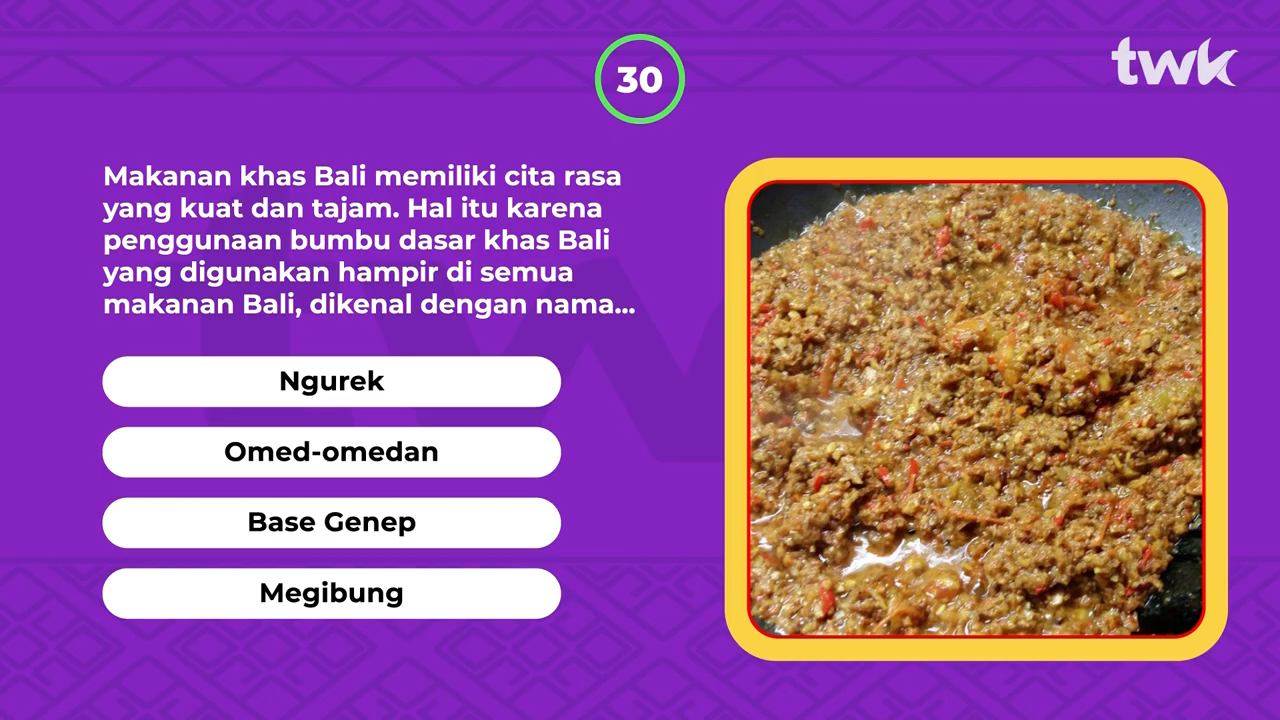 30
twk
Makanan khas Bali memiliki cita rasa
yang kuat dan tajam. Hal itu karena
penggunaan bumbu dasar khas Bali
yang digunakan hampir di semua
makanan Bali, dikenal dengan nama...
Ngurek
Omed-omedan
Base Genep
Megibung